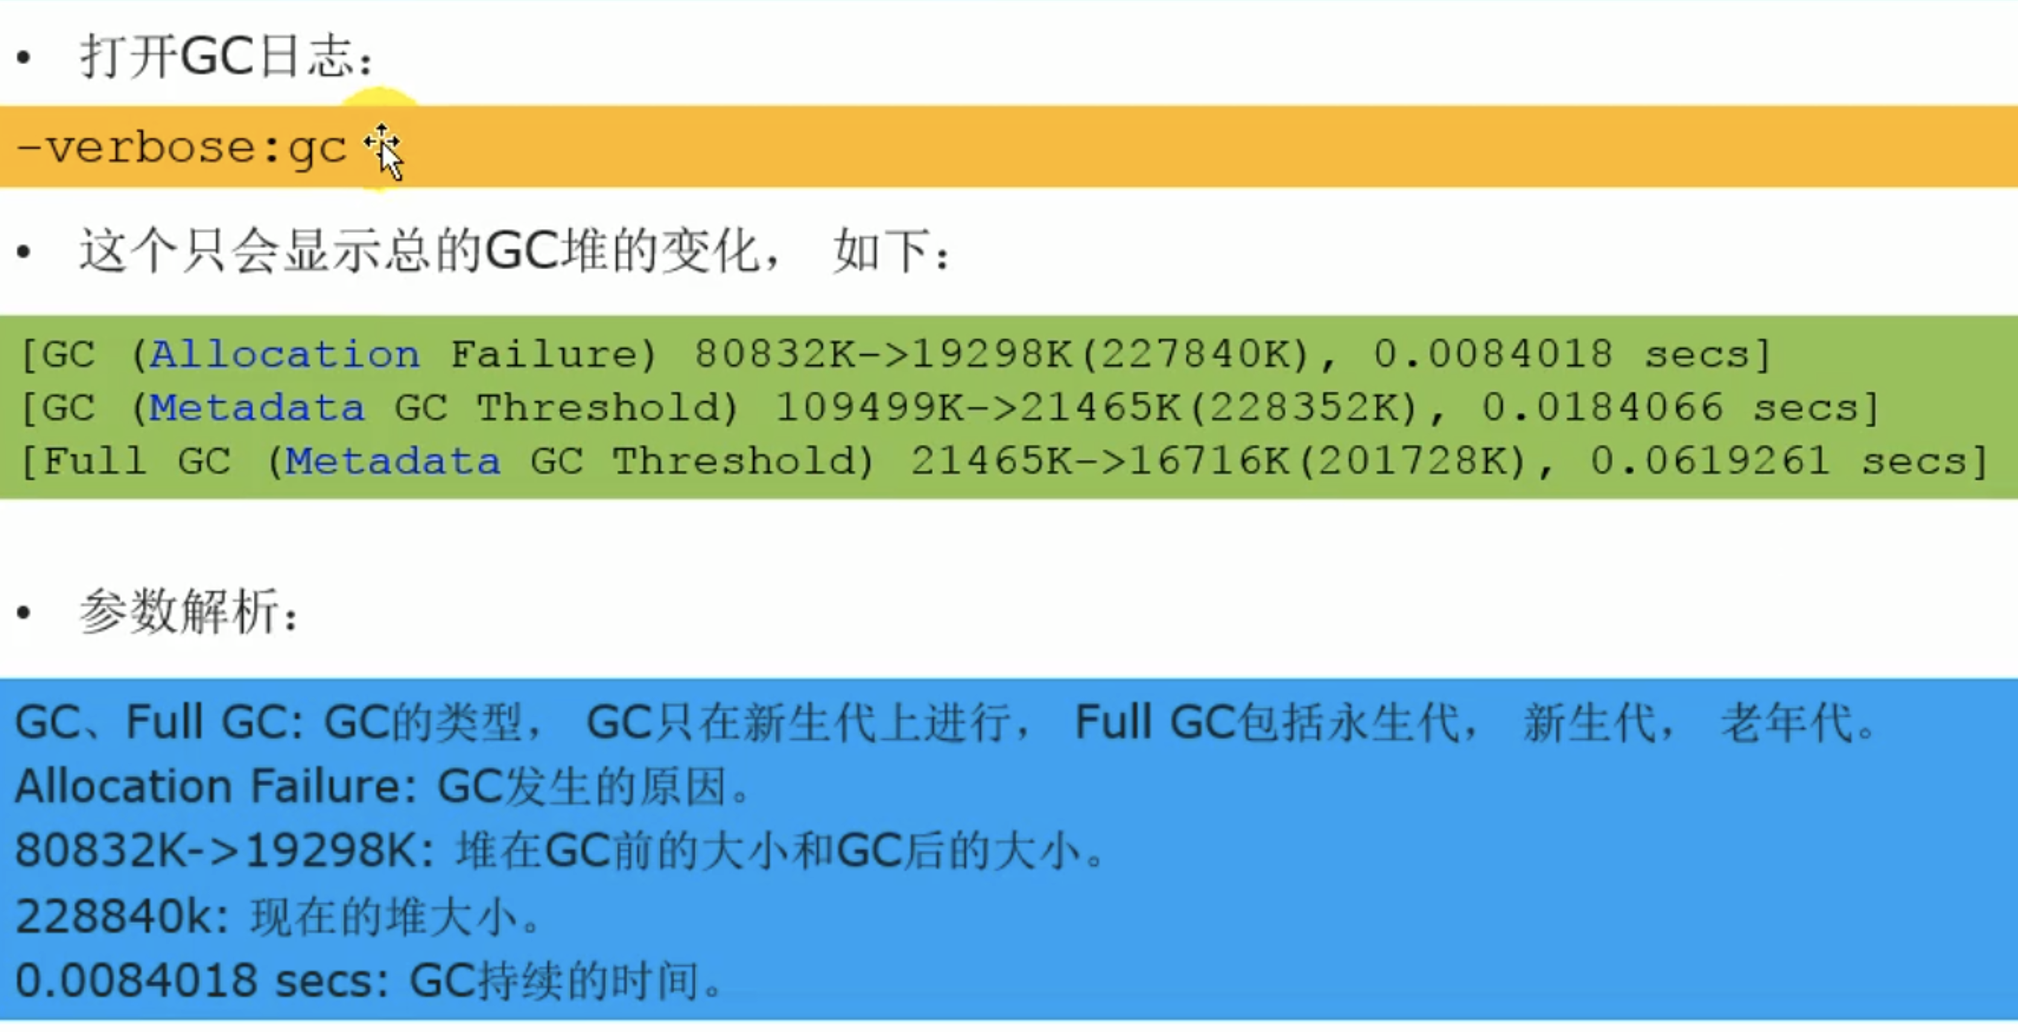 • 打开GC日志：
-verbose:gc
• 这个只会显示总的GC堆的变化， 如下：
[GC (Allocation Failure) 80832K->19298K(227840K), 0.0084018 secs]
[GC (Metadata GC Threshold) 109499K->21465K(228352K), 0.0184066 secs]
[Full GC (Metadata GC Threshold) 21465K->16716K(201728K), 0.0619261 secs]
• 参数解析：
GC、Full GC: GC的类型， GC只在新生代上进行， Full GC包括永生代， 新生代， 老年代。
Allocation Failure: GC发生的原因。
80832K->19298K: 堆在GC前的大小和GC后的大小。
228840k: 现在的堆大小。
0.0084018 secs: GC持续的时间。